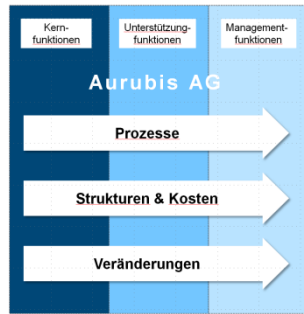 Kern-
funktionen
Unterstützung-
funktionen
Management-
funktionen
Aurubis AG
Prozesse
Strukturen & Kosten
Veränderungen